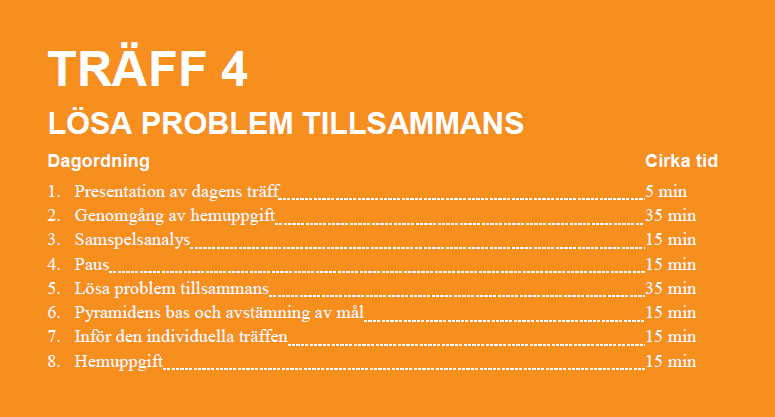 TRÄFF 4
LÖSA PROBLEM TILLSAMMANS
Dagordning Cirka tid
1. Presentation av dagens träff 5 min
2. Genomgång av hemuppgift 35 min
3. Samspelsanalys 15 min
4. Paus 15 min
5. Lösa problem tillsammans 35 min
6. Pyramidens bas och avstämning av mål 15 min
7. Inför den individuella träffen 15 min
8. Hemuppgift 15 min